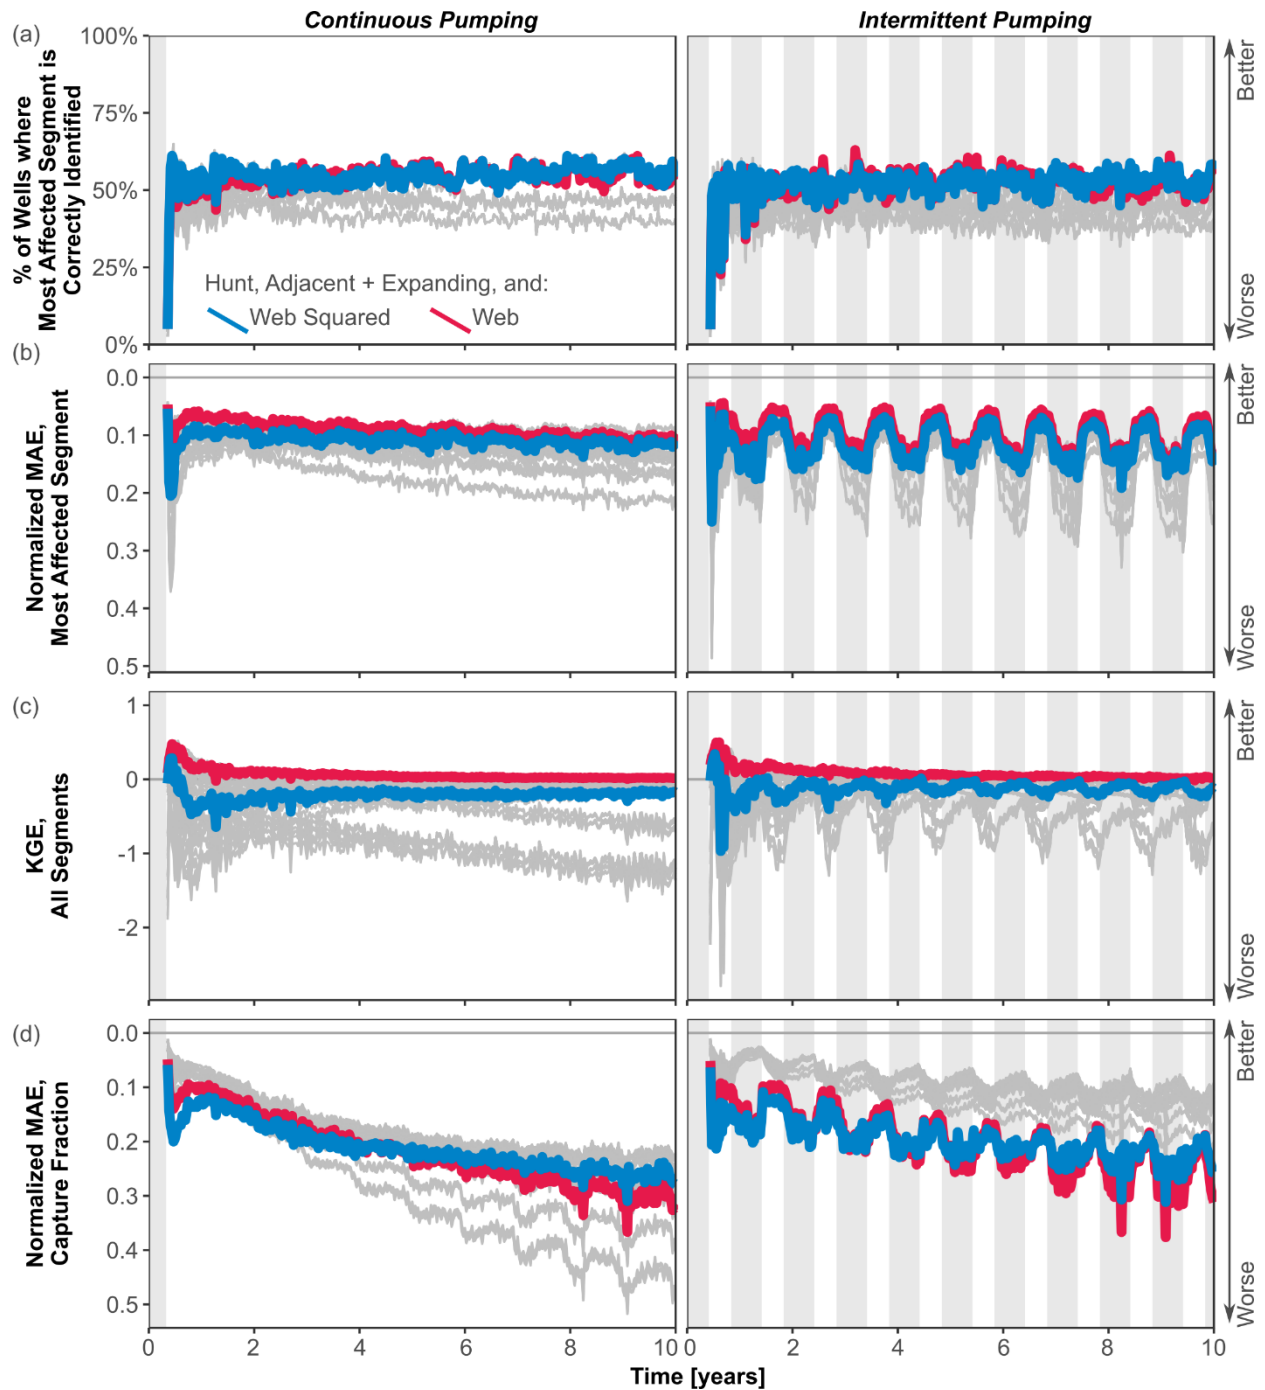 Continuous Pumping
Intermittent Pumping
(a)
% of Wells where
Most Affected Segment is
Correctly Identified
100%
75%
50%
25%
0%
Hunt, Adjacent + Expanding, and:
Web Squared
Web
Better
Worse
(b)
Normalized MAE,
Most Affected Segment
0.0
0.1
0.2
0.3
0.4
0.5
Better
Worse
(c)
KGE,
All Segments
1
0
-1
-2
Better
Worse
(d)
Normalized MAE,
Capture Fraction
0.0
0.1
0.2
0.3
0.4
0.5
Better
Worse
0 2 4 6 8 10
0 2 4 6 8 10
Time [years]